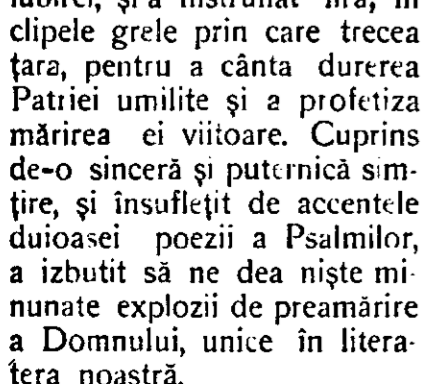 iubirei, și-a instrunat lira, în
clipele grele prin care trecea
țara, pentru a cânta durerea
Patriei umilite și a profetiza
mărirea ei viitoare. Cuprins
de-o sinceră și puternică sim-
țire, și însuflețit de accentele
duioasei poezii a Psalmilor,
a izbutit să ne dea niște mi-
nunate explozii de preamărire
a Domnului, unice în litera-
tera noastră.